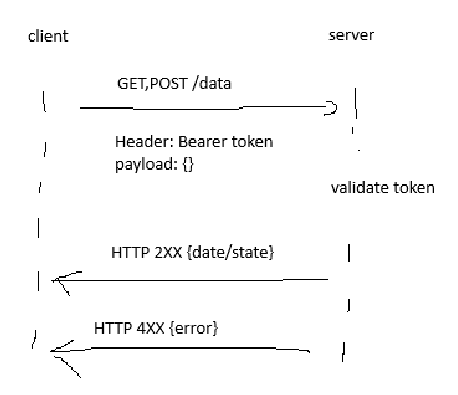 client
server
GET,POST /data
Header: Bearer token
payload: {}
validate token
HTTP 2XX {date/state}
HTTP 4XX {error}